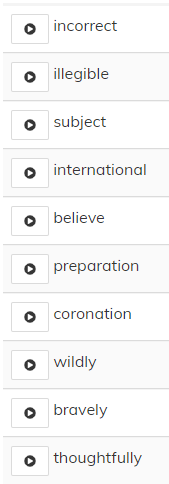 incorrect
illegible
subject
international
believe
preparation
coronation
wildly
bravely
thoughtfully